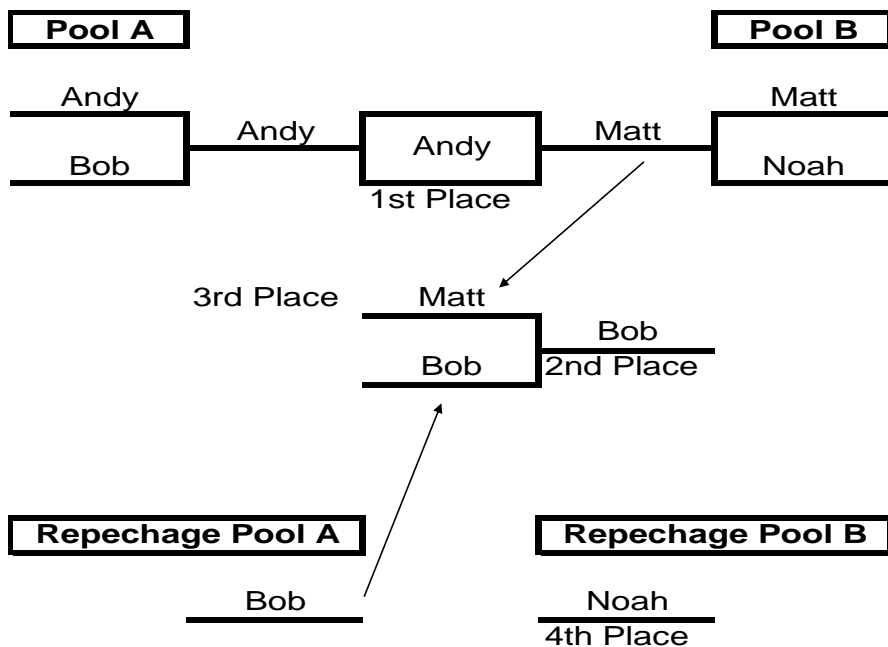 Pool A
Pool B
Andy
Matt
Andy
Andy
Matt
Bob
Noah
1st Place
3rd Place
Matt
Bob
Bob
2nd Place
Repechage Pool A
Repechage Pool B
Bob
Noah
4th Place